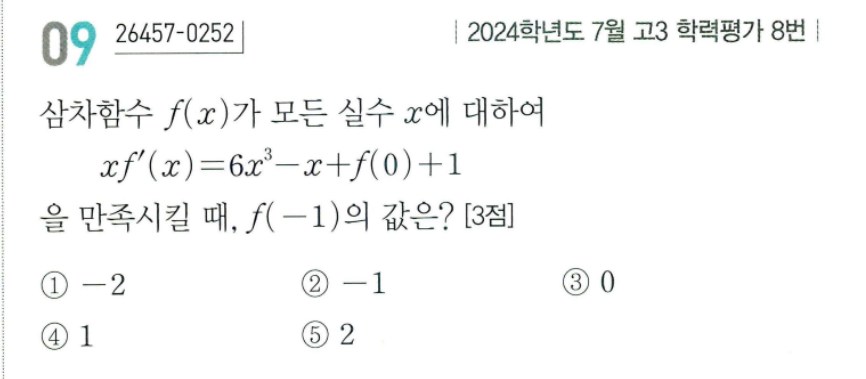 09 26457-0252 | 2024학년도 7월 고3 학력평가 8번 |
삼차함수 f(x)가 모든 실수 x에 대하여
xf′(x)=6x³−x+f(0)+1
을 만족시킬 때, f(−1)의 값은? [3점]
① −2 ② −1 ③ 0
④ 1 ⑤ 2